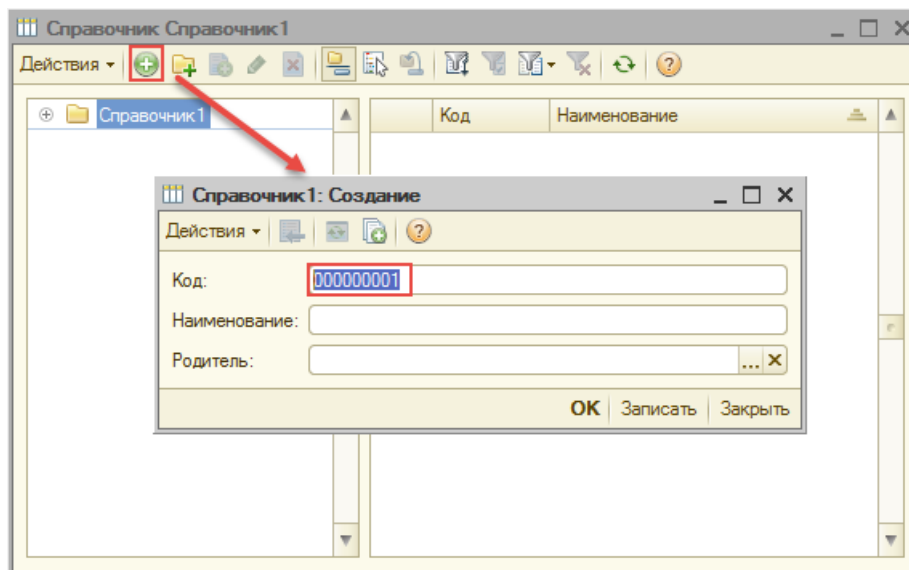 Справочник Справочник1
Действия
Справочник1
Код Наименование
Справочник1: Создание
Действия
Код: 000000001
Наименование:
Родитель:
... X
OK Записать Закрыть